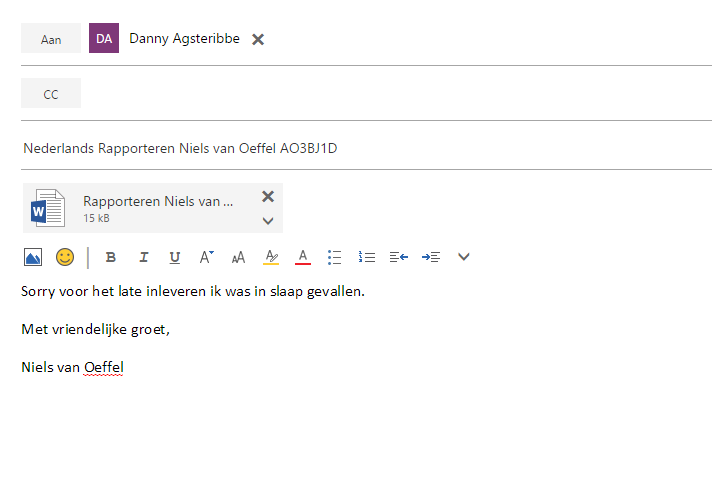 Aan DA Danny Agsteribbe
CC
Nederlands Rapporteren Niels van Oeffel AO3BJ1D
Rapporteren Niels van ...
15 kB
B I U A AA A
Sorry voor het late inleveren ik was in slaap gevallen.
Met vriendelijke groet,
Niels van Oeffel